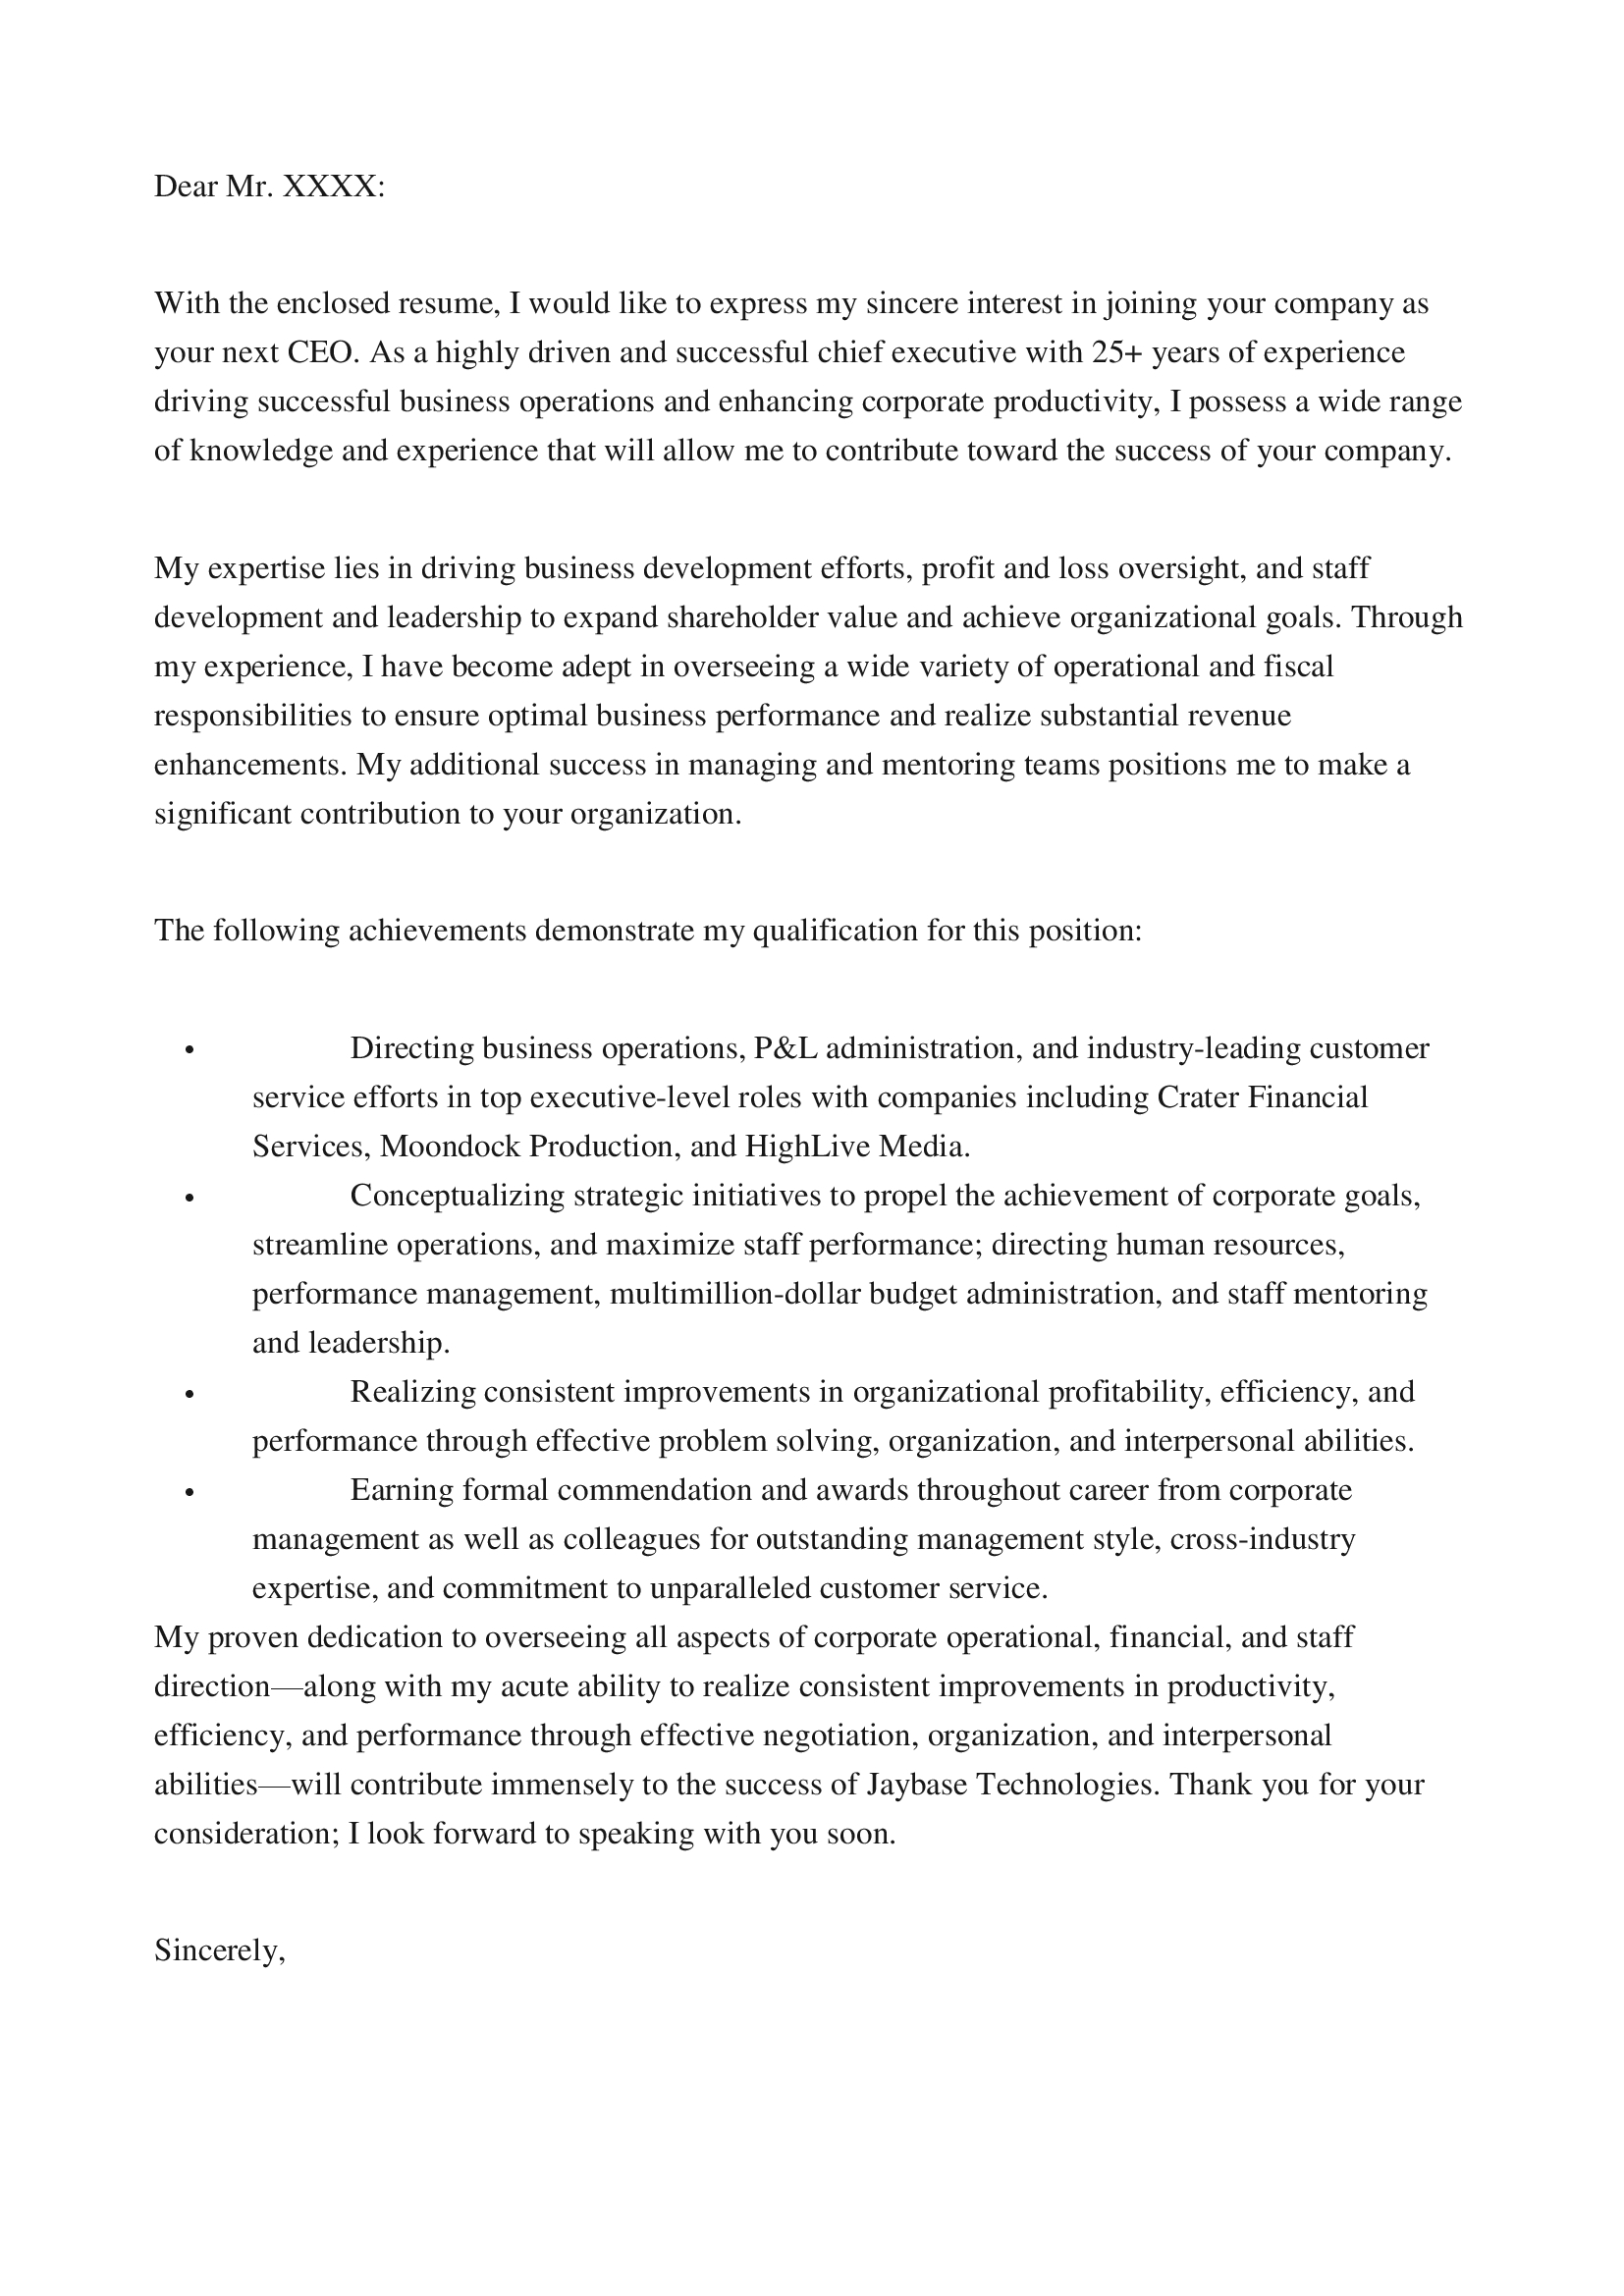 Dear Mr. XXXX:
With the enclosed resume, I would like to express my sincere interest in joining your company as
your next CEO. As a highly driven and successful chief executive with 25+ years of experience
driving successful business operations and enhancing corporate productivity, I possess a wide range
of knowledge and experience that will allow me to contribute toward the success of your company.
My expertise lies in driving business development efforts, profit and loss oversight, and staff
development and leadership to expand shareholder value and achieve organizational goals. Through
my experience, I have become adept in overseeing a wide variety of operational and fiscal
responsibilities to ensure optimal business performance and realize substantial revenue
enhancements. My additional success in managing and mentoring teams positions me to make a
significant contribution to your organization.
The following achievements demonstrate my qualification for this position:
• Directing business operations, P&L administration, and industry-leading customer
service efforts in top executive-level roles with companies including Crater Financial
Services, Moondock Production, and HighLive Media.
• Conceptualizing strategic initiatives to propel the achievement of corporate goals,
streamline operations, and maximize staff performance; directing human resources,
performance management, multimillion-dollar budget administration, and staff mentoring
and leadership.
• Realizing consistent improvements in organizational profitability, efficiency, and
performance through effective problem solving, organization, and interpersonal abilities.
• Earning formal commendation and awards throughout career from corporate
management as well as colleagues for outstanding management style, cross-industry
expertise, and commitment to unparalleled customer service.
My proven dedication to overseeing all aspects of corporate operational, financial, and staff
direction—along with my acute ability to realize consistent improvements in productivity,
efficiency, and performance through effective negotiation, organization, and interpersonal
abilities—will contribute immensely to the success of Jaybase Technologies. Thank you for your
consideration; I look forward to speaking with you soon.
Sincerely,